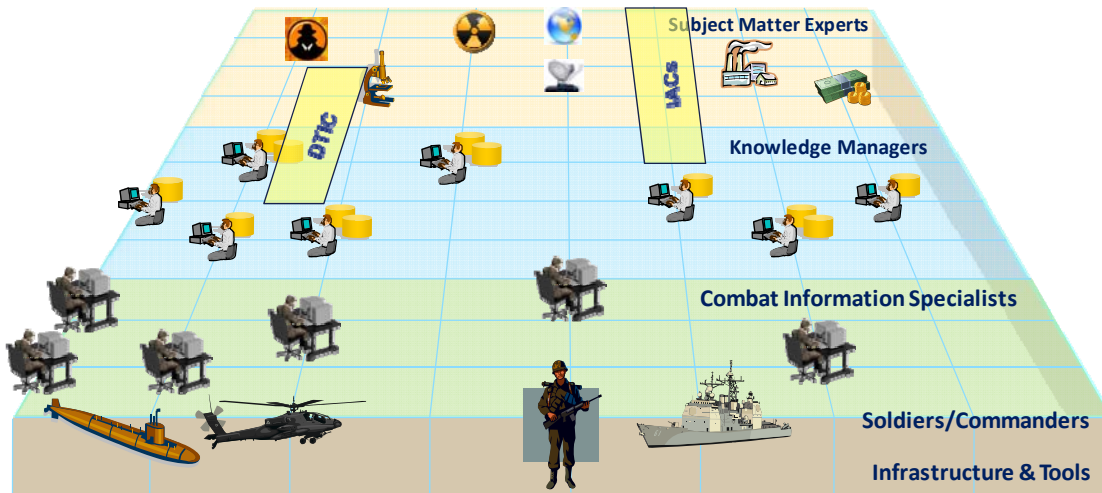 Subject Matter Experts
IACs
DTIC
Knowledge Managers
Combat Information Specialists
Soldiers/Commanders
Infrastructure & Tools